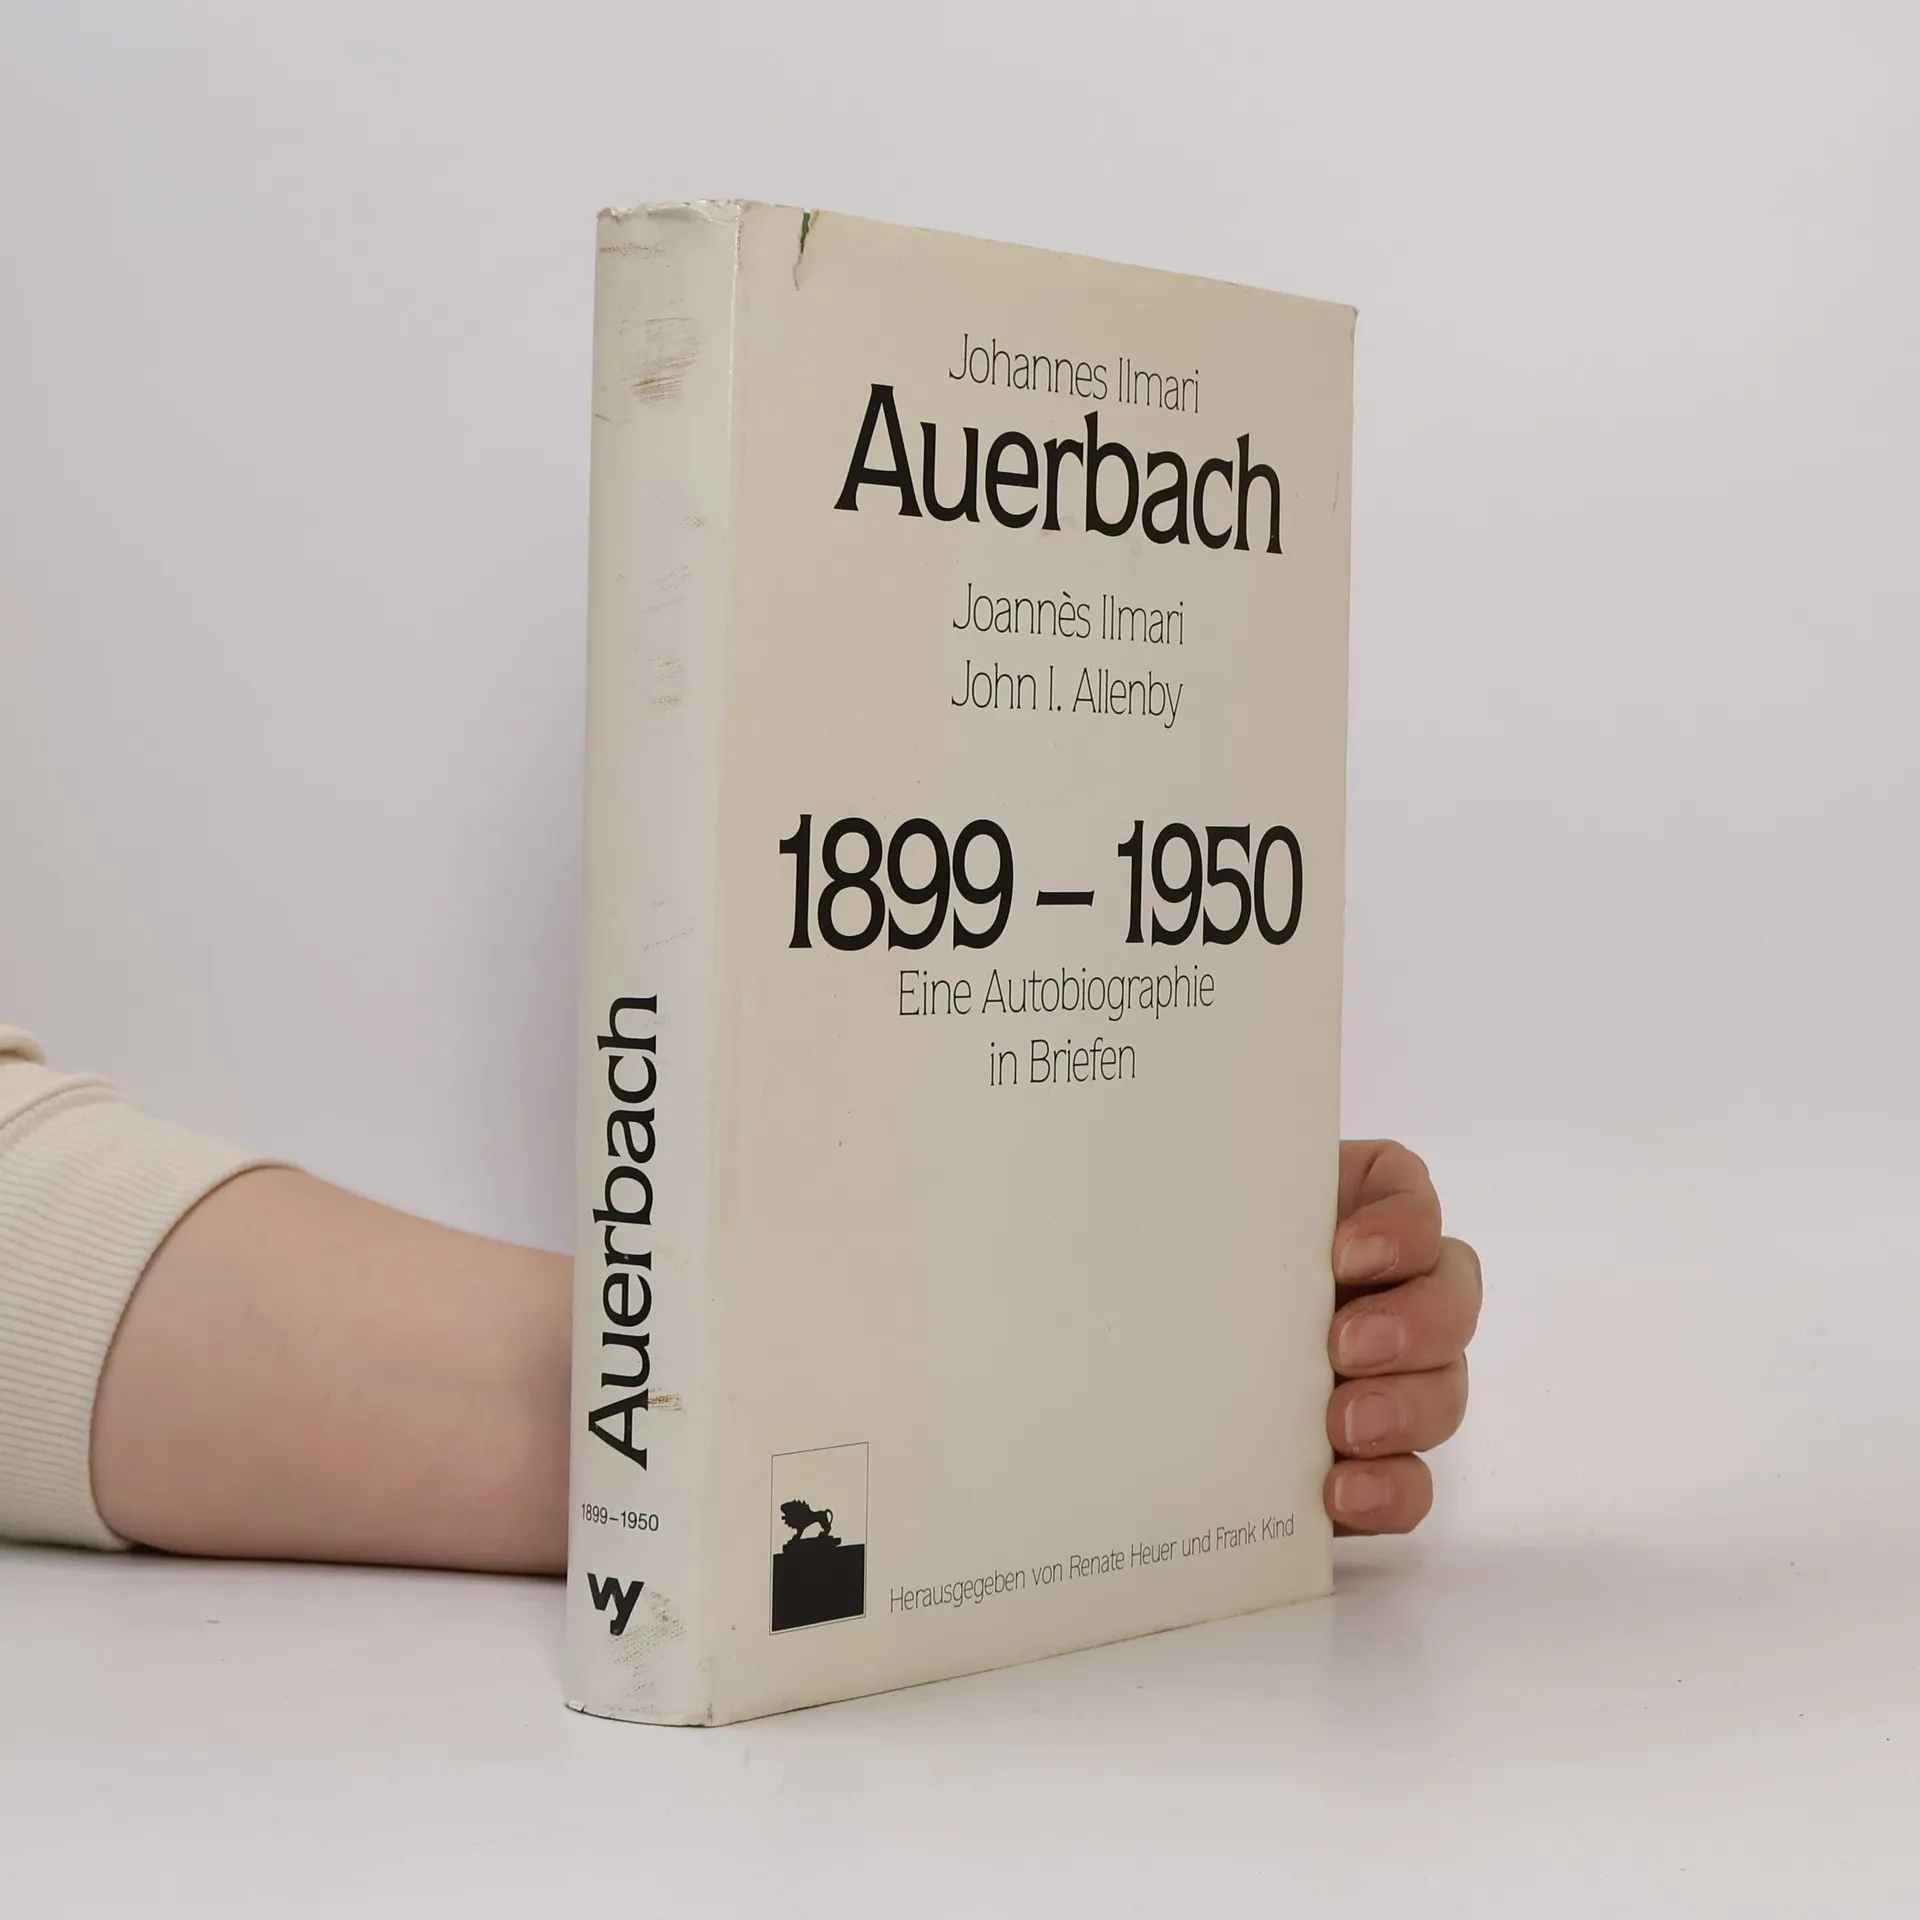 Johannes Ilmari
Auerbach
Joannès Ilmari
John I. Allenby
1899 – 1950
Eine Autobiographie
in Briefen
Herausgegeben von Renate Heuer und Frank Kind
Auerbach
1899–1950
wy